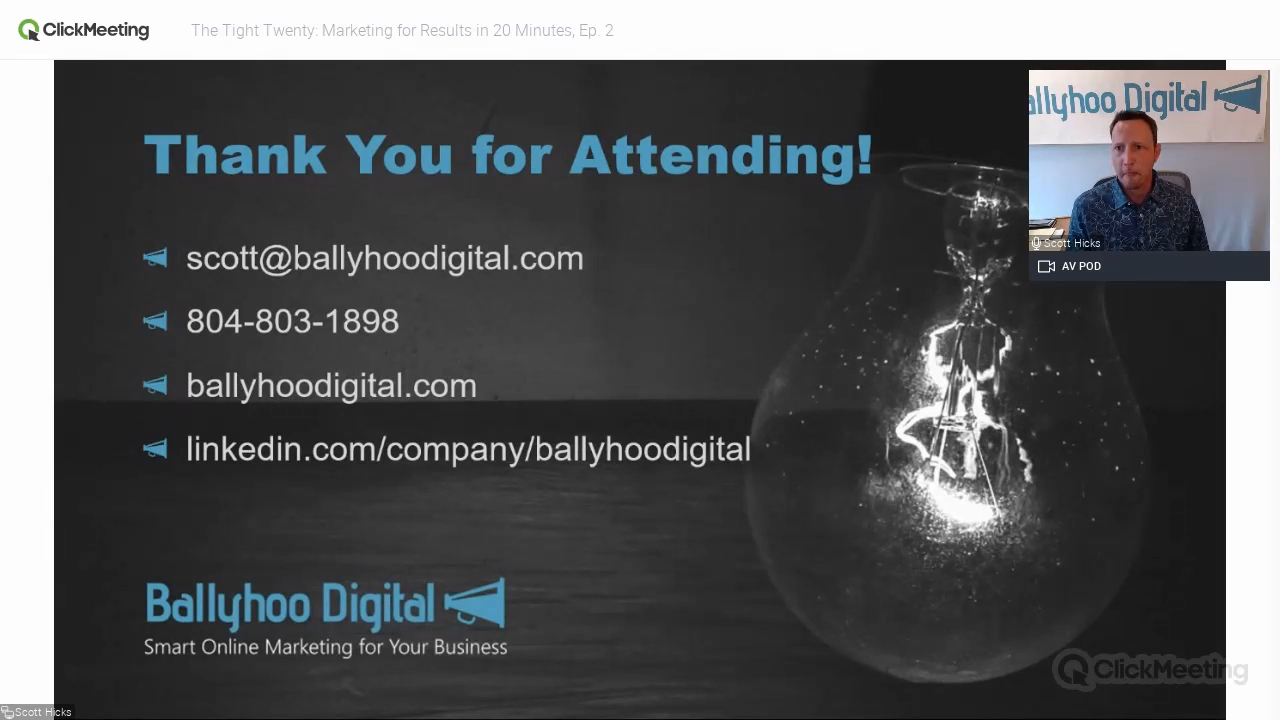 ClickMeeting
The Tight Twenty: Marketing for Results in 20 Minutes, Ep. 2
Ballyhoo Digital
Scott Hicks
AV POD
Thank You for Attending!
scott@ballyhoodigital.com
804-803-1898
ballyhoodigital.com
linkedin.com/company/ballyhoodigital
Ballyhoo Digital
Smart Online Marketing for Your Business
ClickMeeting
Scott Hicks